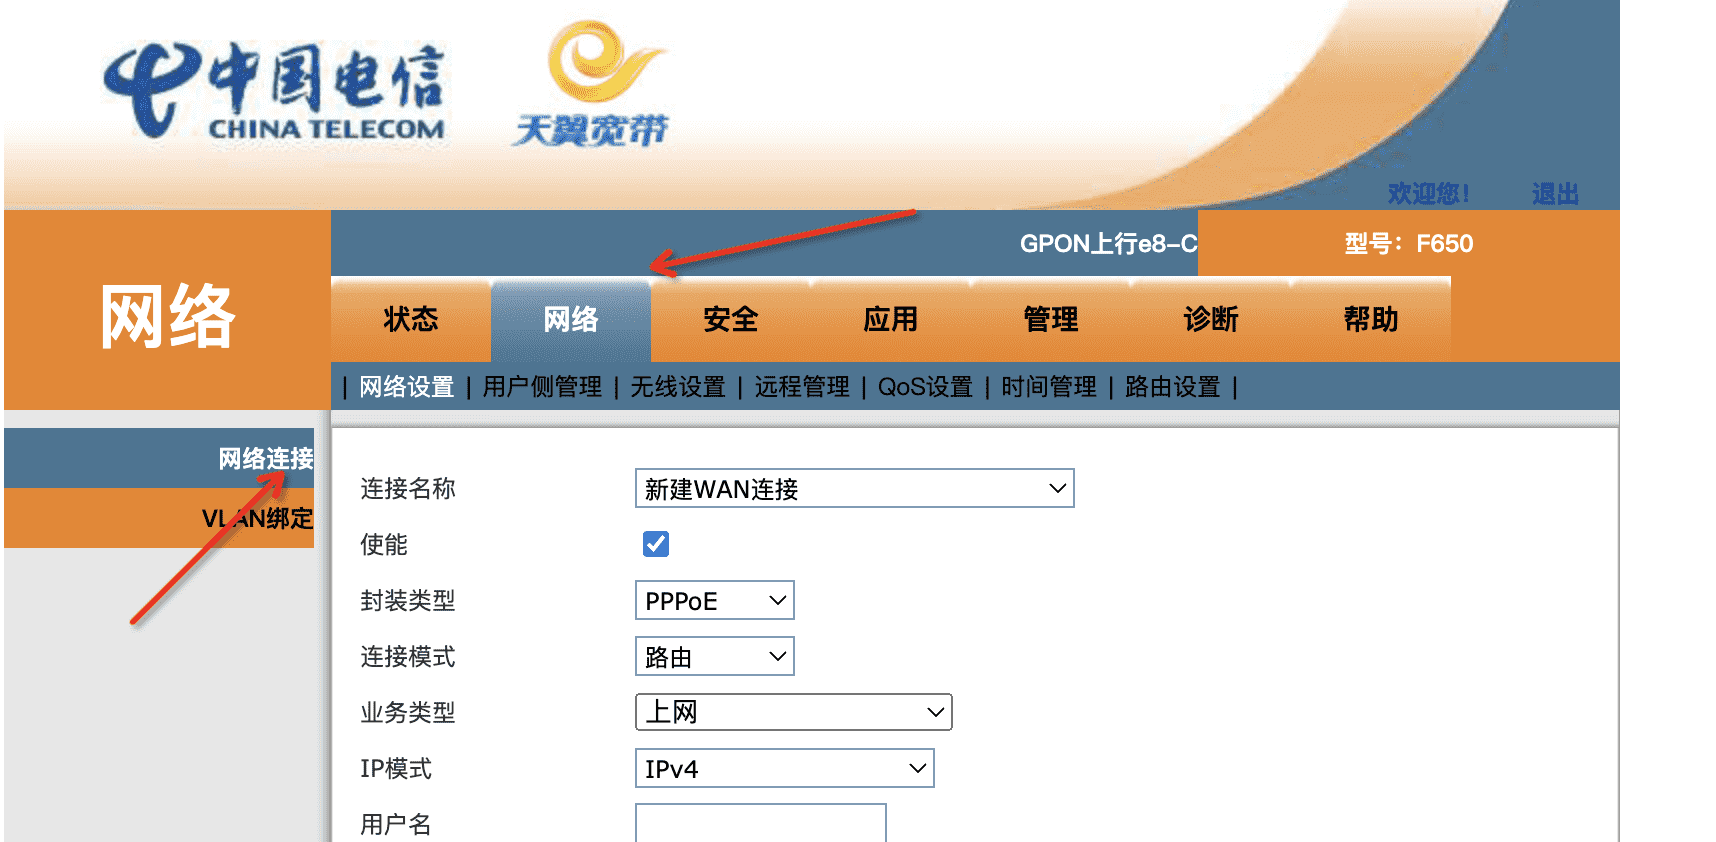 中国电信
CHINA TELECOM
天翼宽带
欢迎您! 退出
GPON上行e8-C 型号：F650
网络
状态 网络 安全 应用 管理 诊断 帮助
| 网络设置 | 用户侧管理 | 无线设置 | 远程管理 | QoS设置 | 时间管理 | 路由设置 |
网络连接
VLAN绑定
连接名称 新建WAN连接
使能
封装类型 PPPoE
连接模式 路由
业务类型 上网
IP模式 IPv4
用户名